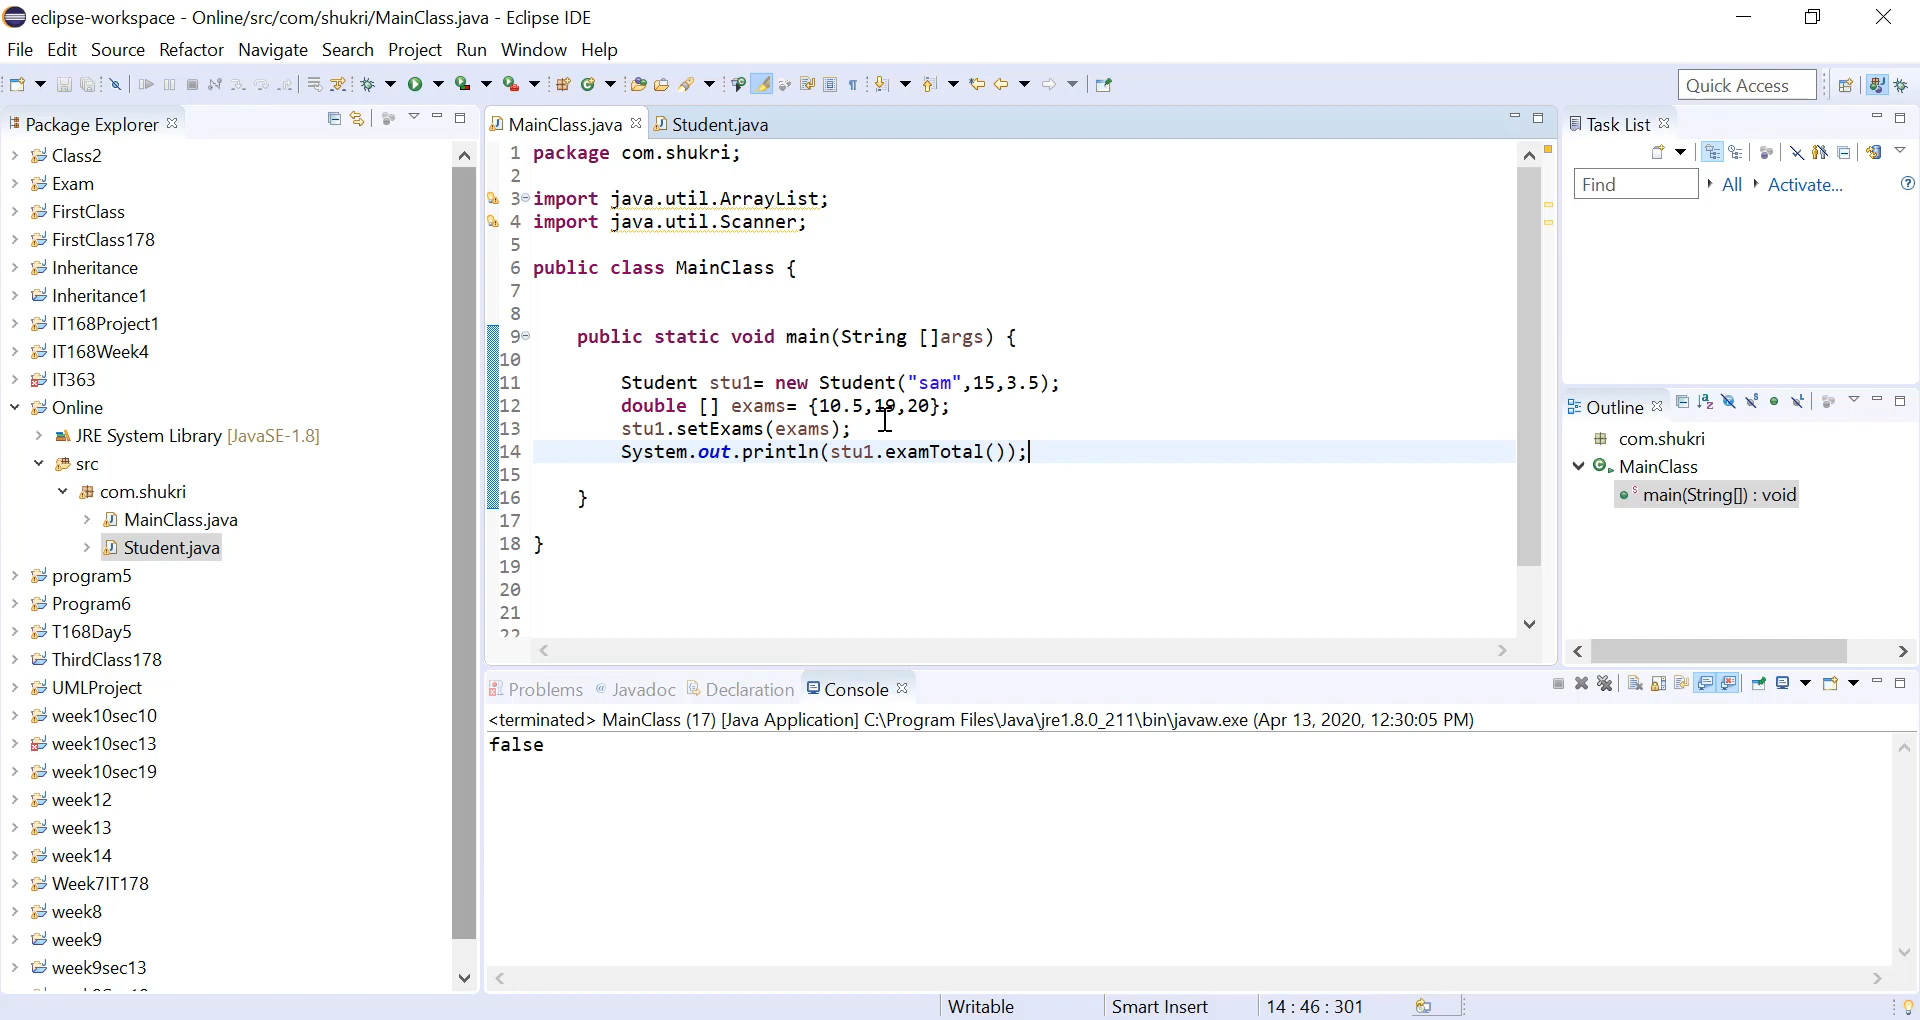 eclipse-workspace - Online/src/com/shukri/MainClass.java - Eclipse IDE
File Edit Source Refactor Navigate Search Project Run Window Help
Quick Access
Package Explorer
Class2
Exam
FirstClass
FirstClass178
Inheritance
Inheritance1
IT168Project1
IT168Week4
IT363
Online
JRE System Library [JavaSE-1.8]
src
com.shukri
MainClass.java
Student.java
program5
Program6
T168Day5
ThirdClass178
UMLProject
week10sec10
week10sec13
week10sec19
week12
week13
week14
Week7IT178
week8
week9
week9sec13
MainClass.java Student.java
1 package com.shukri;
2
3 import java.util.ArrayList;
4 import java.util.Scanner;
5
6 public class MainClass {
7
8
9 public static void main(String []args) {
10
11 Student stu1= new Student("sam",15,3.5);
12 double [] exams= {10.5,19,20};
13 stu1.setExams(exams);
14 System.out.println(stu1.examTotal());
15
16 }
17
18 }
19
20
21
22
Task List
Find All Activate...
Outline
com.shukri
MainClass
main(String[]) : void
Problems @ Javadoc Declaration Console
<terminated> MainClass (17) [Java Application] C:\Program Files\Java\jre1.8.0_211\bin\javaw.exe (Apr 13, 2020, 12:30:05 PM)
false
Writable Smart Insert 14 : 46 : 301